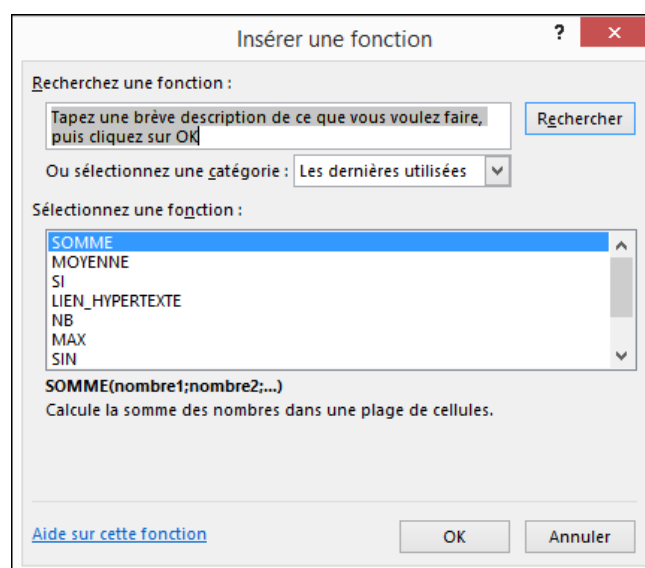 Insérer une fonction
Recherchez une fonction :
Tapez une brève description de ce que vous voulez faire,
puis cliquez sur OK
Rechercher
Ou sélectionnez une catégorie : Les dernières utilisées
Sélectionnez une fonction :
SOMME
MOYENNE
SI
LIEN_HYPERTEXTE
NB
MAX
SIN
SOMME(nombre1;nombre2;...)
Calcule la somme des nombres dans une plage de cellules.
Aide sur cette fonction
OK
Annuler